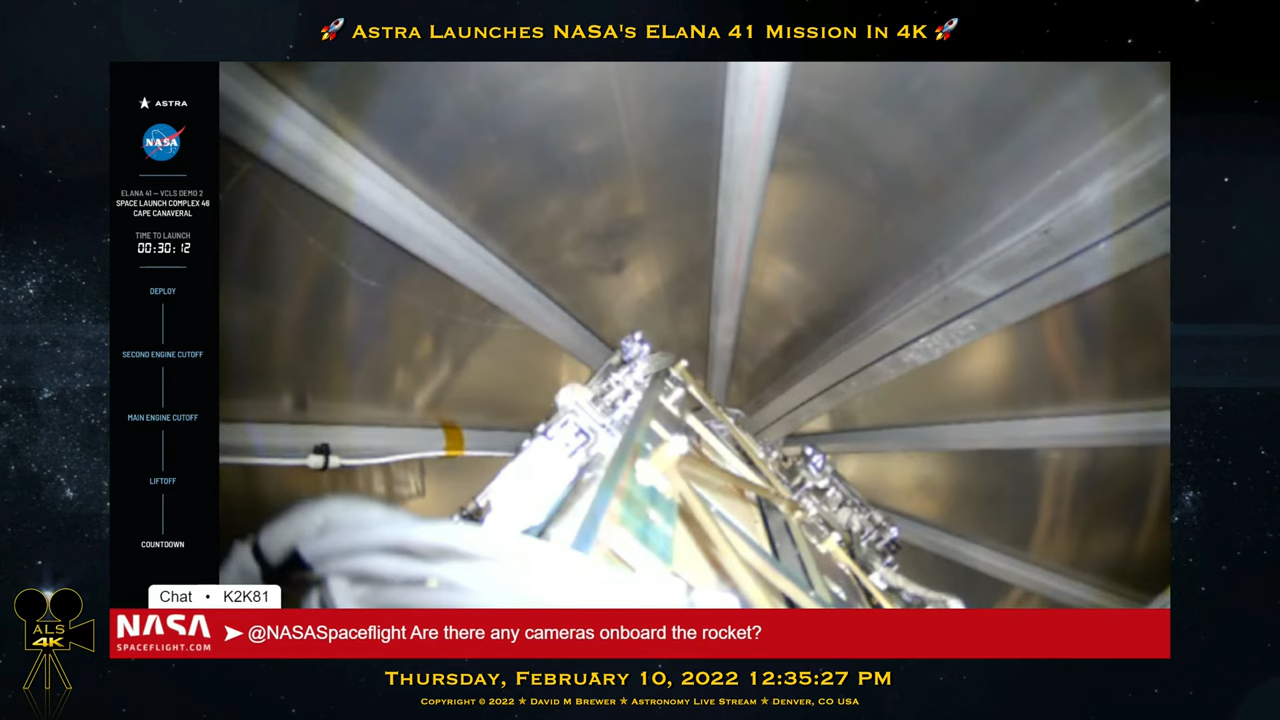 🚀 Astra Launches NASA's ELaNa 41 Mission In 4K 🚀
ASTRA
NASA
ELANA 41 – VCLS DEMO 2
SPACE LAUNCH COMPLEX 46
CAPE CANAVERAL
TIME TO LAUNCH
00:30:12
DEPLOY
SECOND ENGINE CUTOFF
MAIN ENGINE CUTOFF
LIFTOFF
COUNTDOWN
Chat • K2K81
NASA
SPACEFLIGHT.COM
➤ @NASASpaceflight Are there any cameras onboard the rocket?
ALS
4K
Thursday, February 10, 2022 12:35:27 PM
Copyright © 2022 ★ David M Brewer ★ Astronomy Live Stream ★ Denver, CO USA